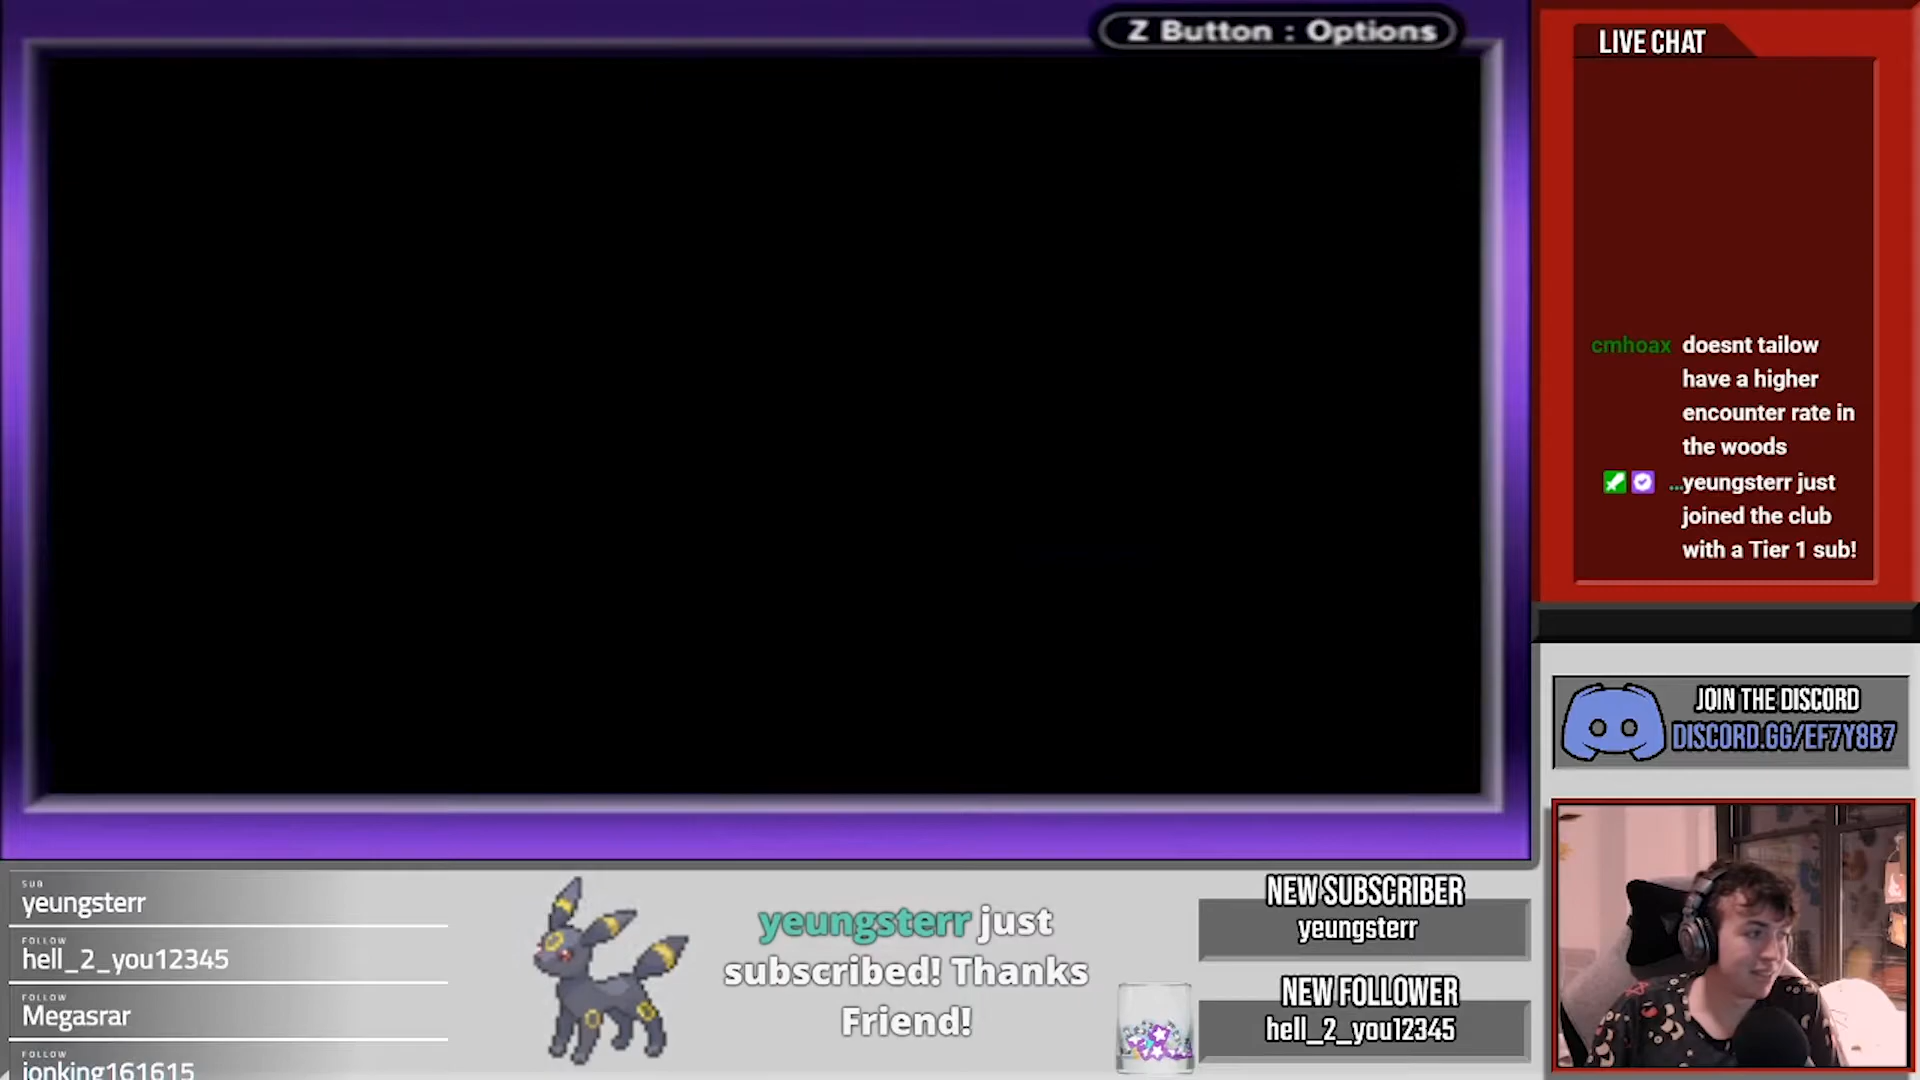 Z Button : Options
LIVE CHAT
cmhoax doesnt tailow
have a higher
encounter rate in
the woods
...yeungsterr just
joined the club
with a Tier 1 sub!
JOIN THE DISCORD
DISCORD.GG/EF7Y8B7
SUB
yeungsterr
FOLLOW
hell_2_you12345
FOLLOW
Megasrar
FOLLOW
jonking161615
yeungsterr just
subscribed! Thanks
Friend!
NEW SUBSCRIBER
yeungsterr
NEW FOLLOWER
hell_2_you12345